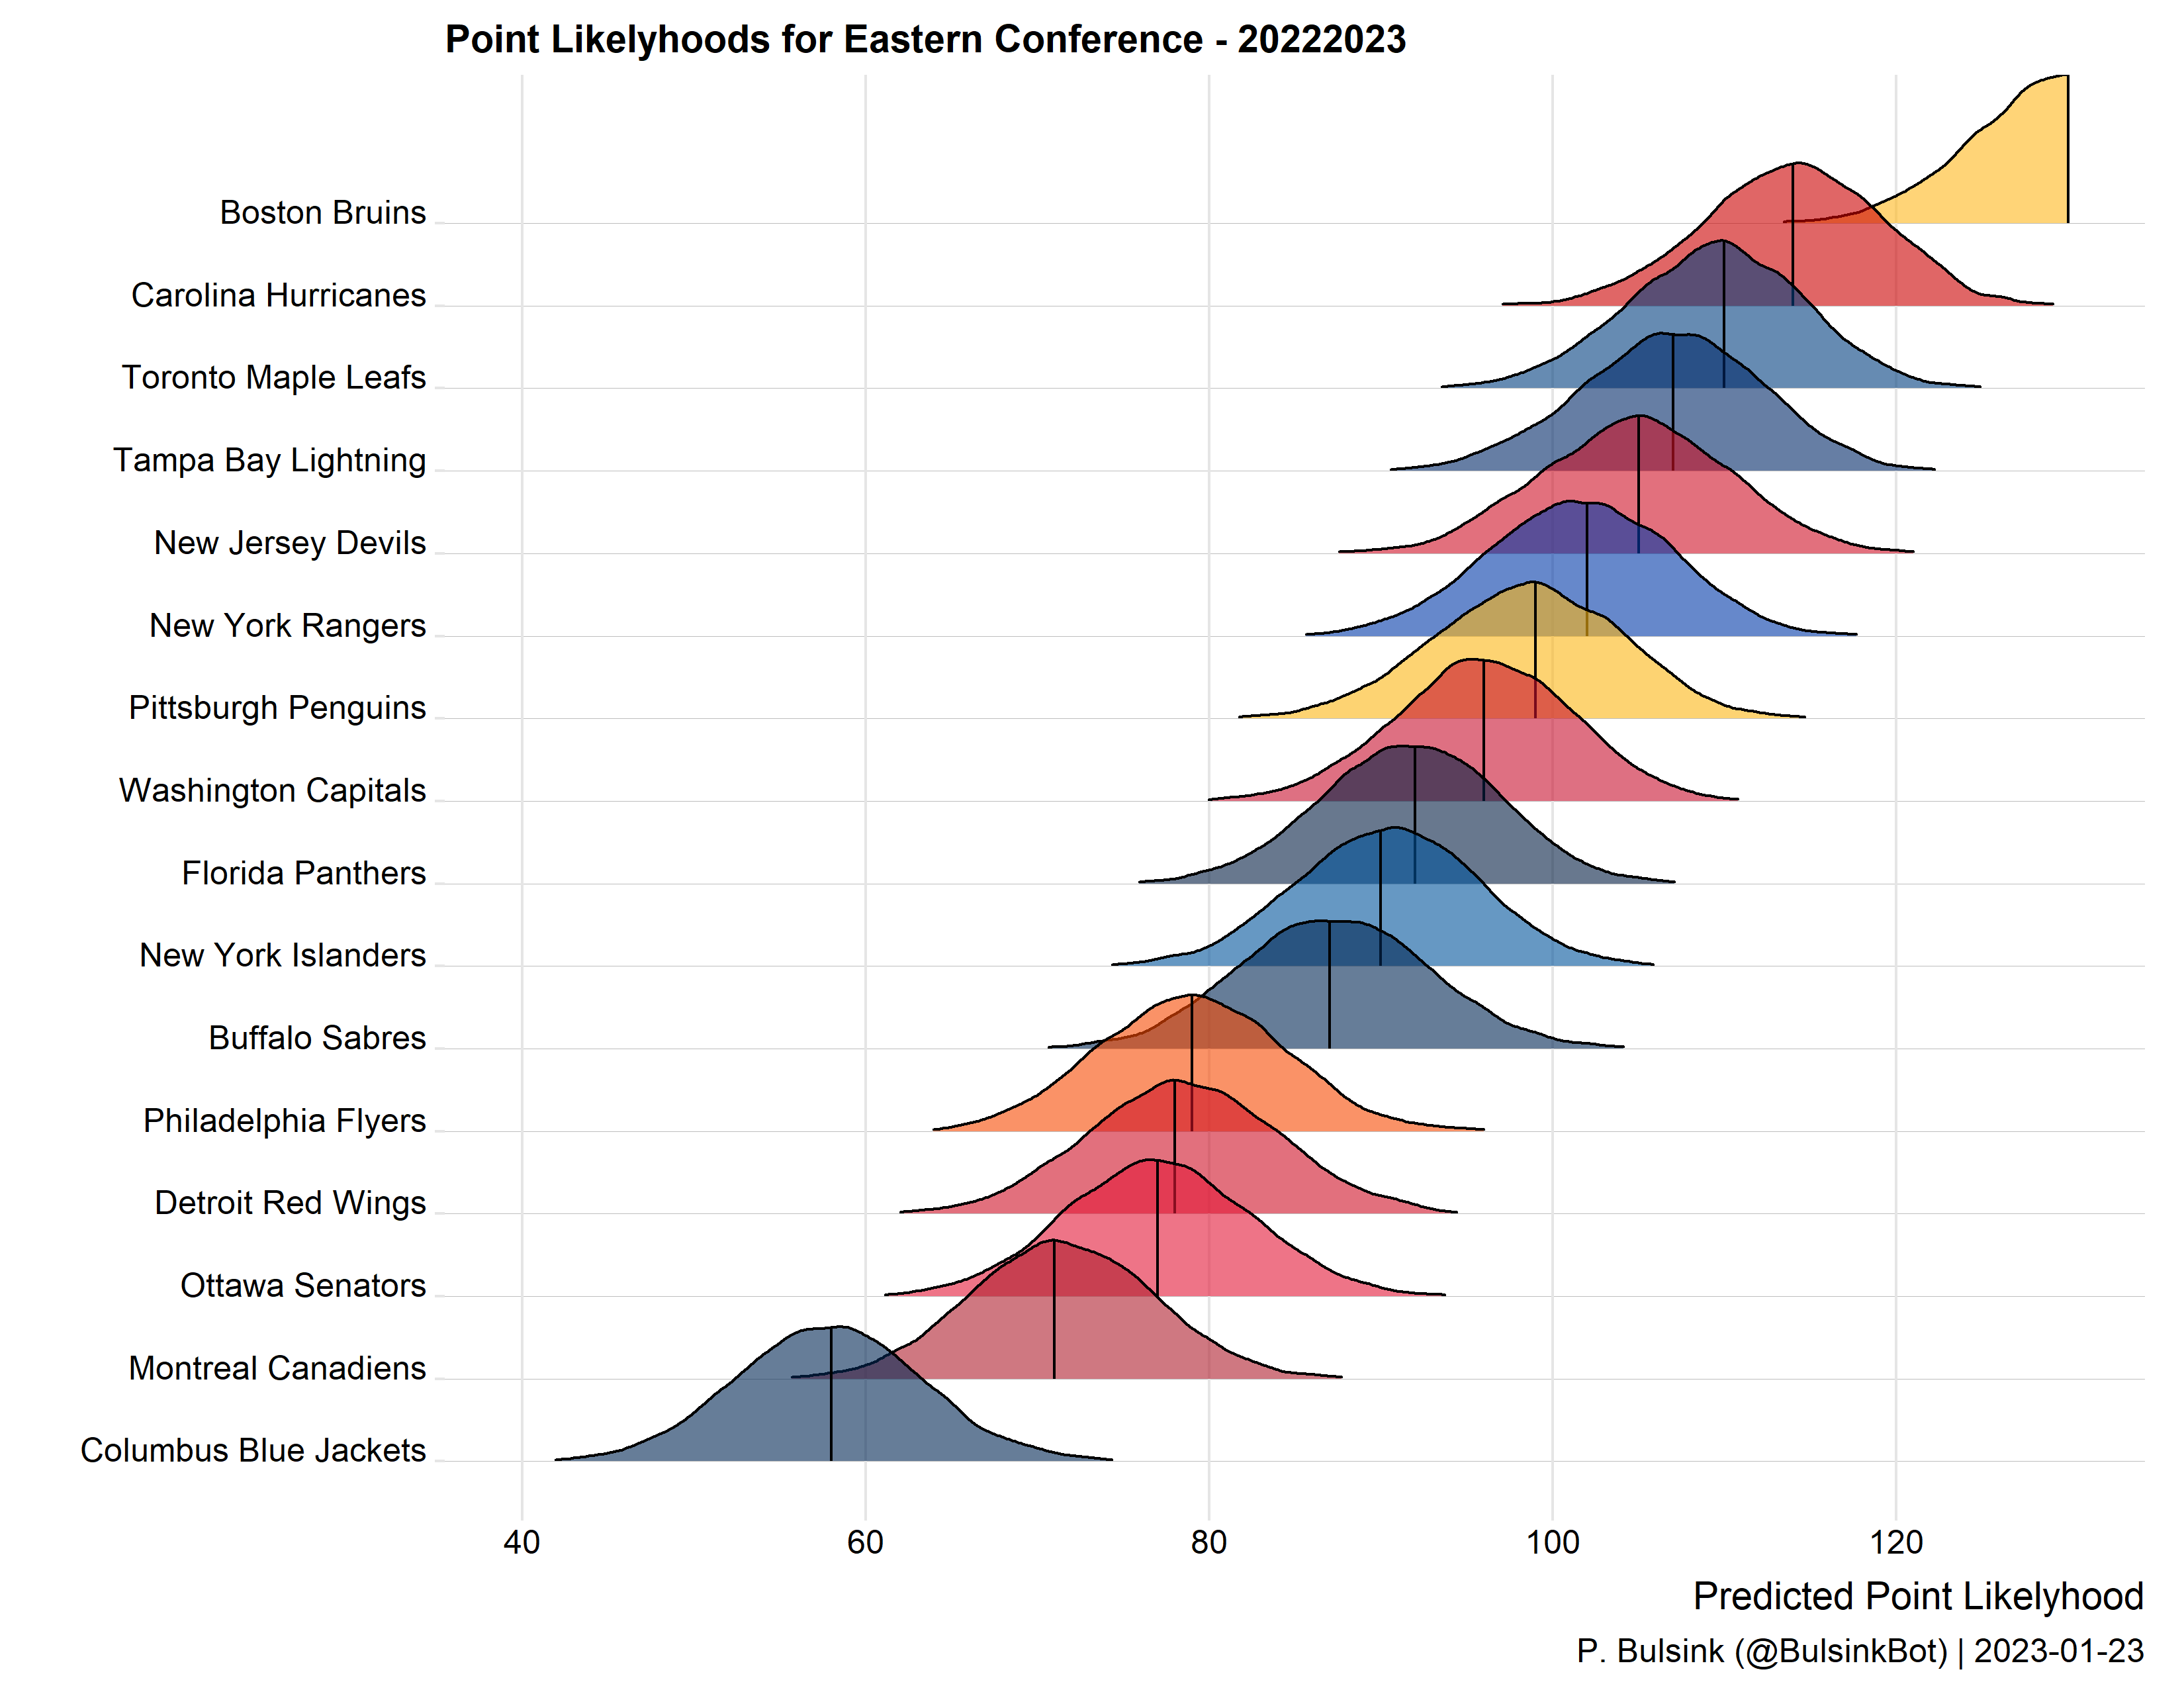 Point Likelyhoods for Eastern Conference - 20222023
Boston Bruins
Carolina Hurricanes
Toronto Maple Leafs
Tampa Bay Lightning
New Jersey Devils
New York Rangers
Pittsburgh Penguins
Washington Capitals
Florida Panthers
New York Islanders
Buffalo Sabres
Philadelphia Flyers
Detroit Red Wings
Ottawa Senators
Montreal Canadiens
Columbus Blue Jackets
40 60 80 100 120
Predicted Point Likelyhood
P. Bulsink (@BulsinkBot) | 2023-01-23